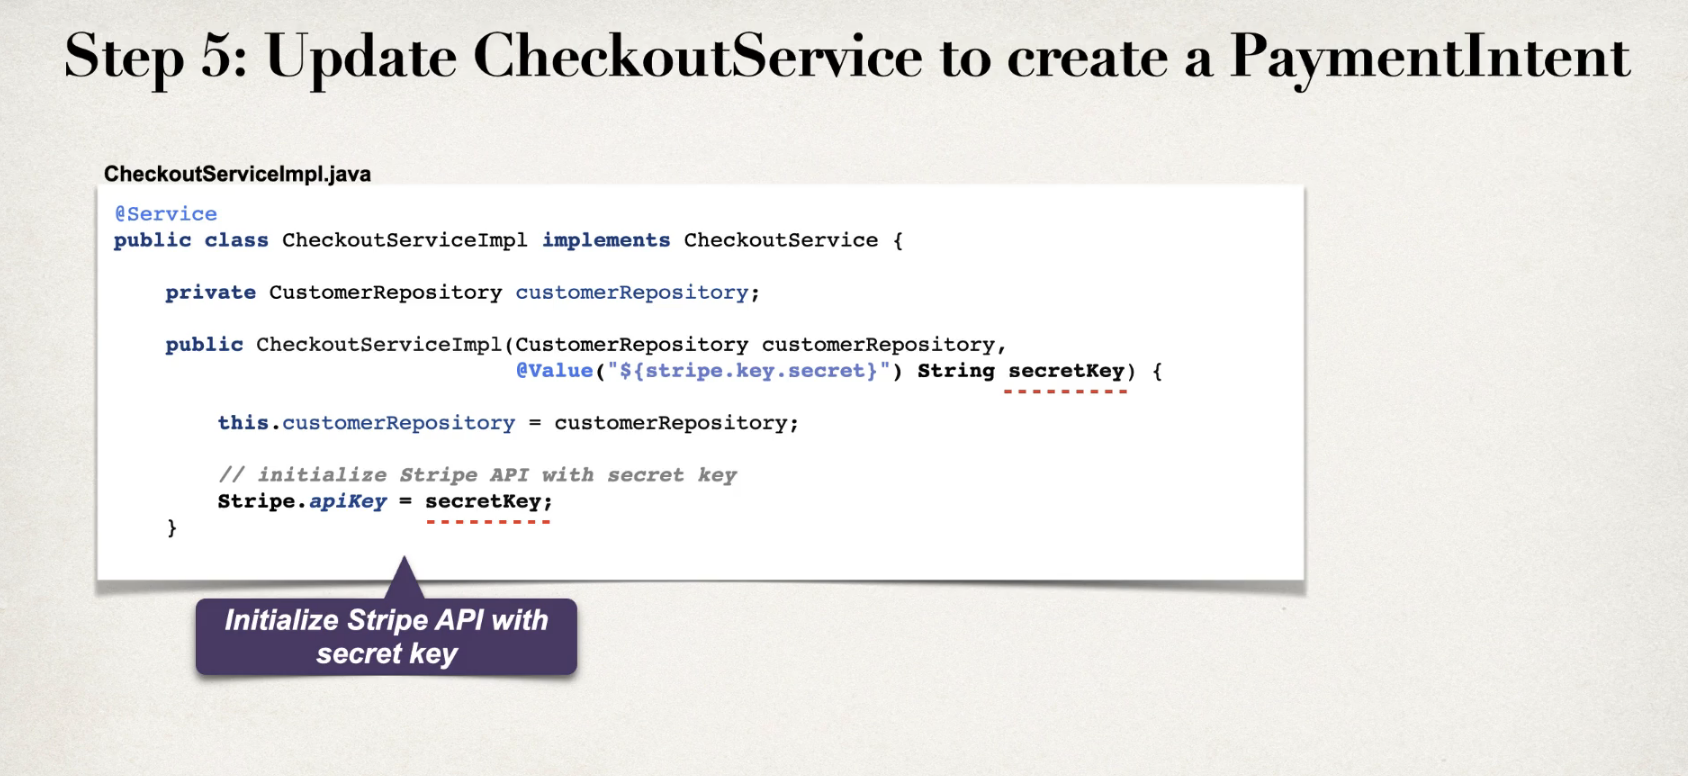 Step 5: Update CheckoutService to create a PaymentIntent
CheckoutServiceImpl.java
@Service
public class CheckoutServiceImpl implements CheckoutService {
private CustomerRepository customerRepository;
public CheckoutServiceImpl(CustomerRepository customerRepository,
@Value("${stripe.key.secret}") String secretKey) {
this.customerRepository = customerRepository;
// initialize Stripe API with secret key
Stripe.apiKey = secretKey;
}
Initialize Stripe API with
secret key